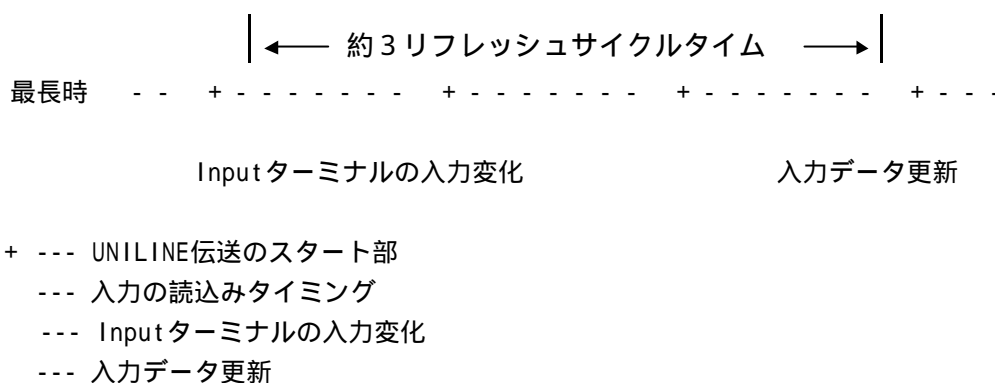 約3リフレッシュサイクルタイム
最長時 - - + - - - - - - - + - - - - - - - + - - - - - - - + - - -
Inputターミナルの入力変化 入力データ更新
+ --- UNILINE伝送のスタート部
--- 入力の読込みタイミング
--- Inputターミナルの入力変化
--- 入力データ更新